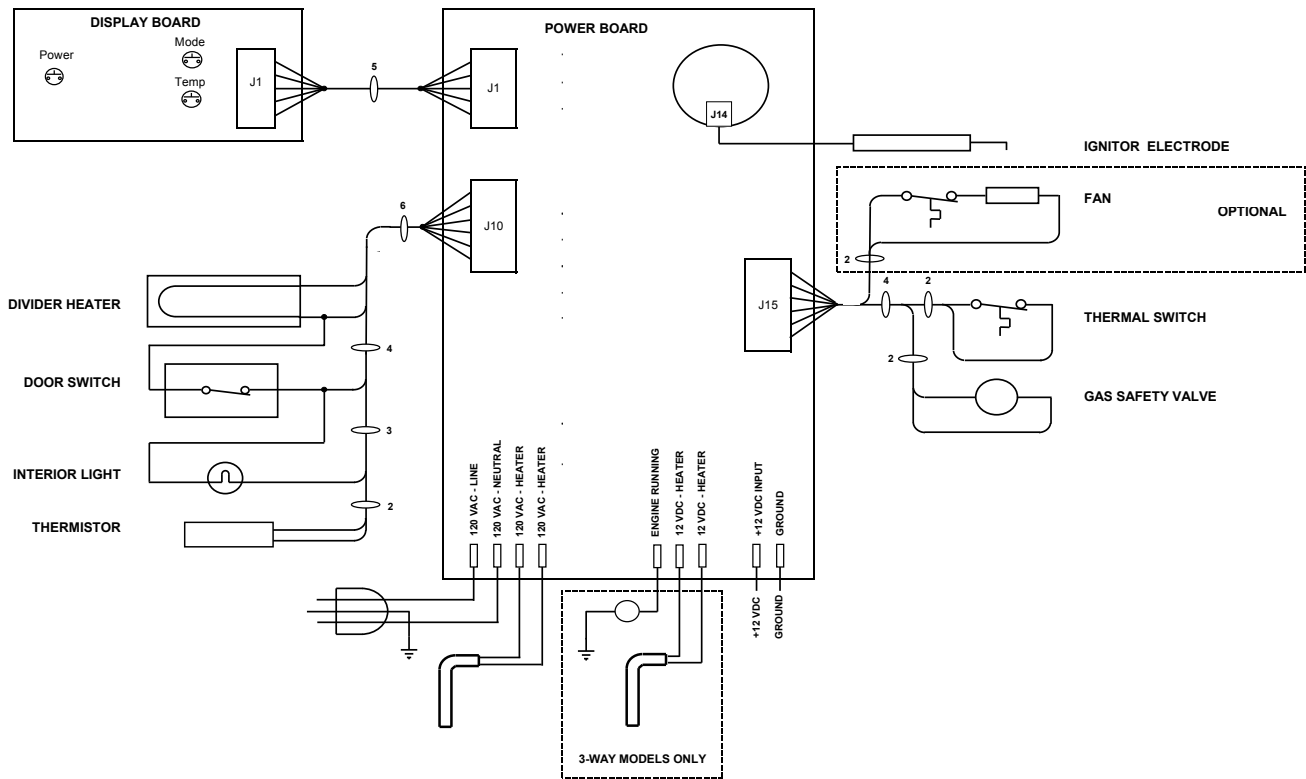 DISPLAY BOARD
Power
Mode
Temp
J1
5
POWER BOARD
J1
J14
IGNITOR ELECTRODE
FAN
OPTIONAL
2
6
J10
DIVIDER HEATER
4
DOOR SWITCH
3
INTERIOR LIGHT
2
THERMISTOR
J15
4
2
THERMAL SWITCH
2
GAS SAFETY VALVE
120 VAC - LINE
120 VAC - NEUTRAL
120 VAC - HEATER
120 VAC - HEATER
ENGINE RUNNING
12 VDC - HEATER
12 VDC - HEATER
+12 VDC INPUT
GROUND
+12 VDC
GROUND
3-WAY MODELS ONLY